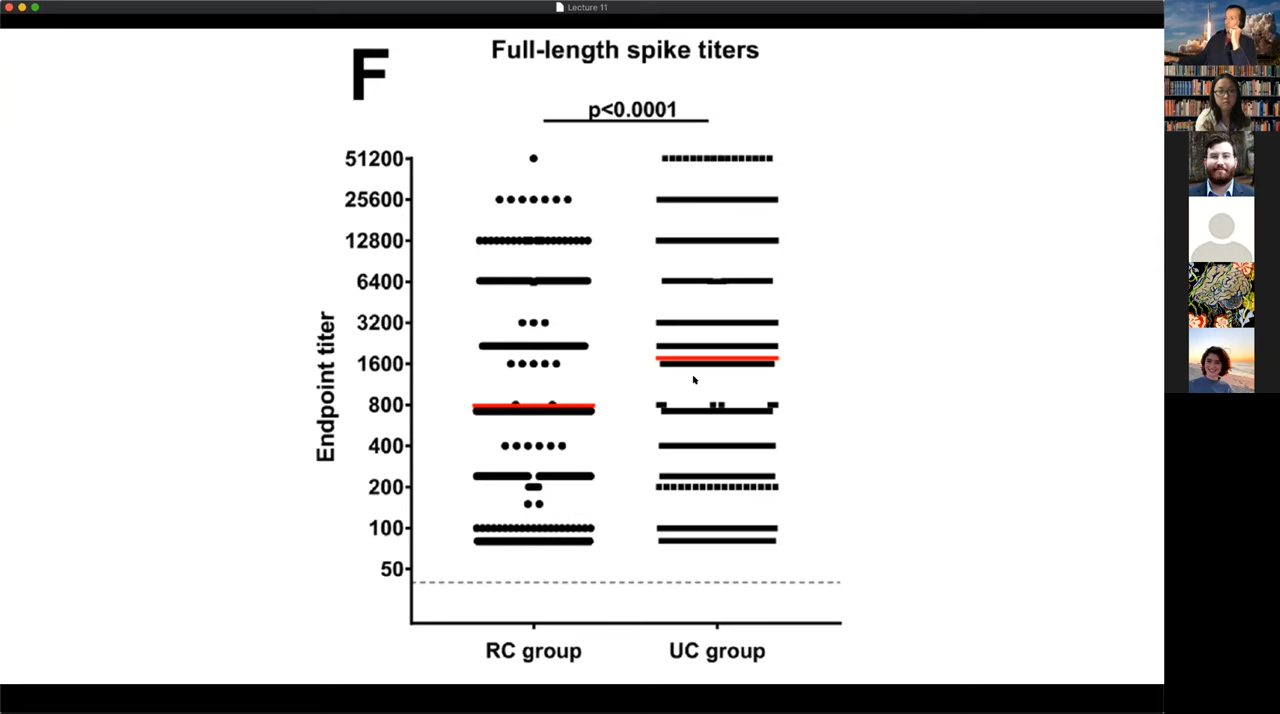 Lecture 11
F
Full-length spike titers
p<0.0001
51200
25600
12800
6400
3200
1600
800
400
200
100
50
Endpoint titer
RC group
UC group